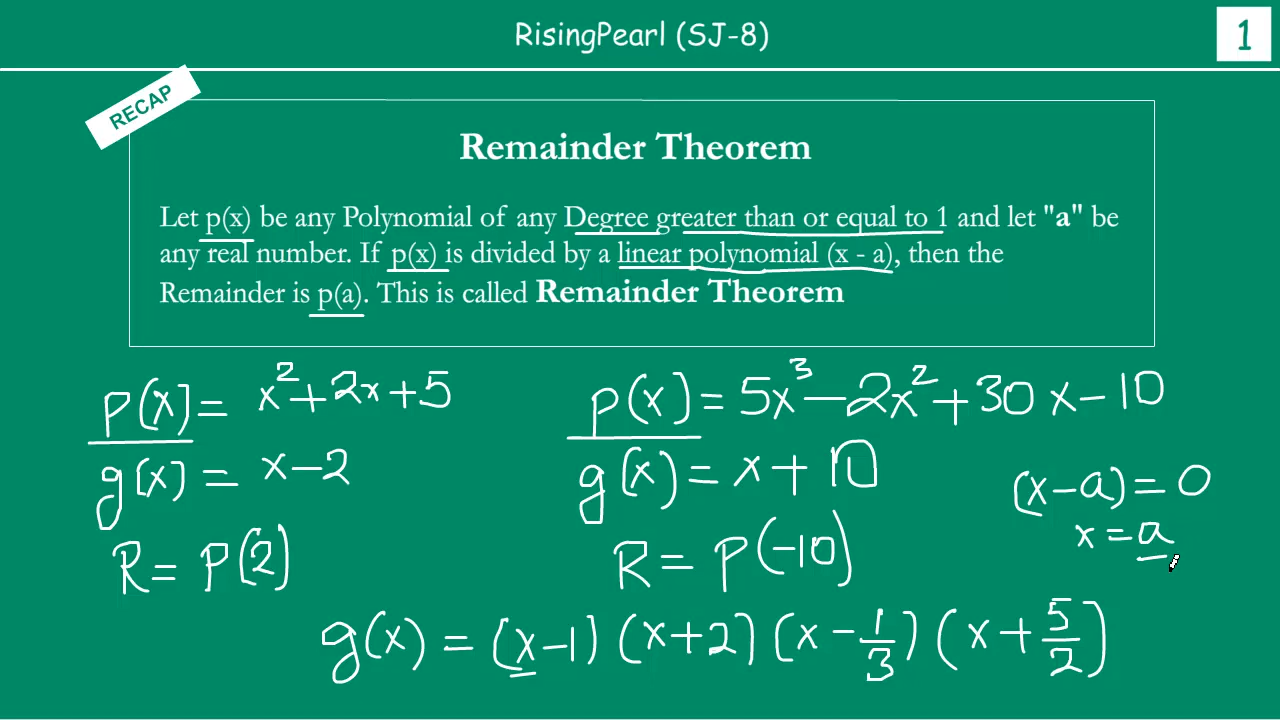 RisingPearl (SJ-8)
1
RECAP
Remainder Theorem
Let p(x) be any Polynomial of any Degree greater than or equal to 1 and let "a" be
any real number. If p(x) is divided by a linear polynomial (x - a), then the
Remainder is p(a). This is called Remainder Theorem
p(x) = x² + 2x + 5
g(x) = x - 2
R = P(2)
p(x) = 5x³ - 2x² + 30x - 10
g(x) = x + 10
R = P(-10)
(x - a) = 0
x = a
g(x) = (x - 1) (x + 2) (x - 1/3) (x + 5/2)